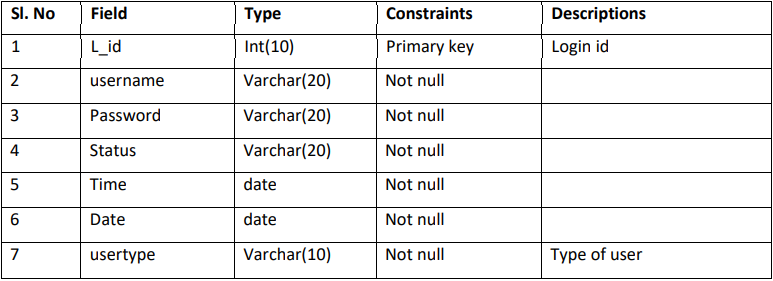 Sl. No Field Type Constraints Descriptions
1 L_id Int(10) Primary key Login id
2 username Varchar(20) Not null
3 Password Varchar(20) Not null
4 Status Varchar(20) Not null
5 Time date Not null
6 Date date Not null
7 usertype Varchar(10) Not null Type of user